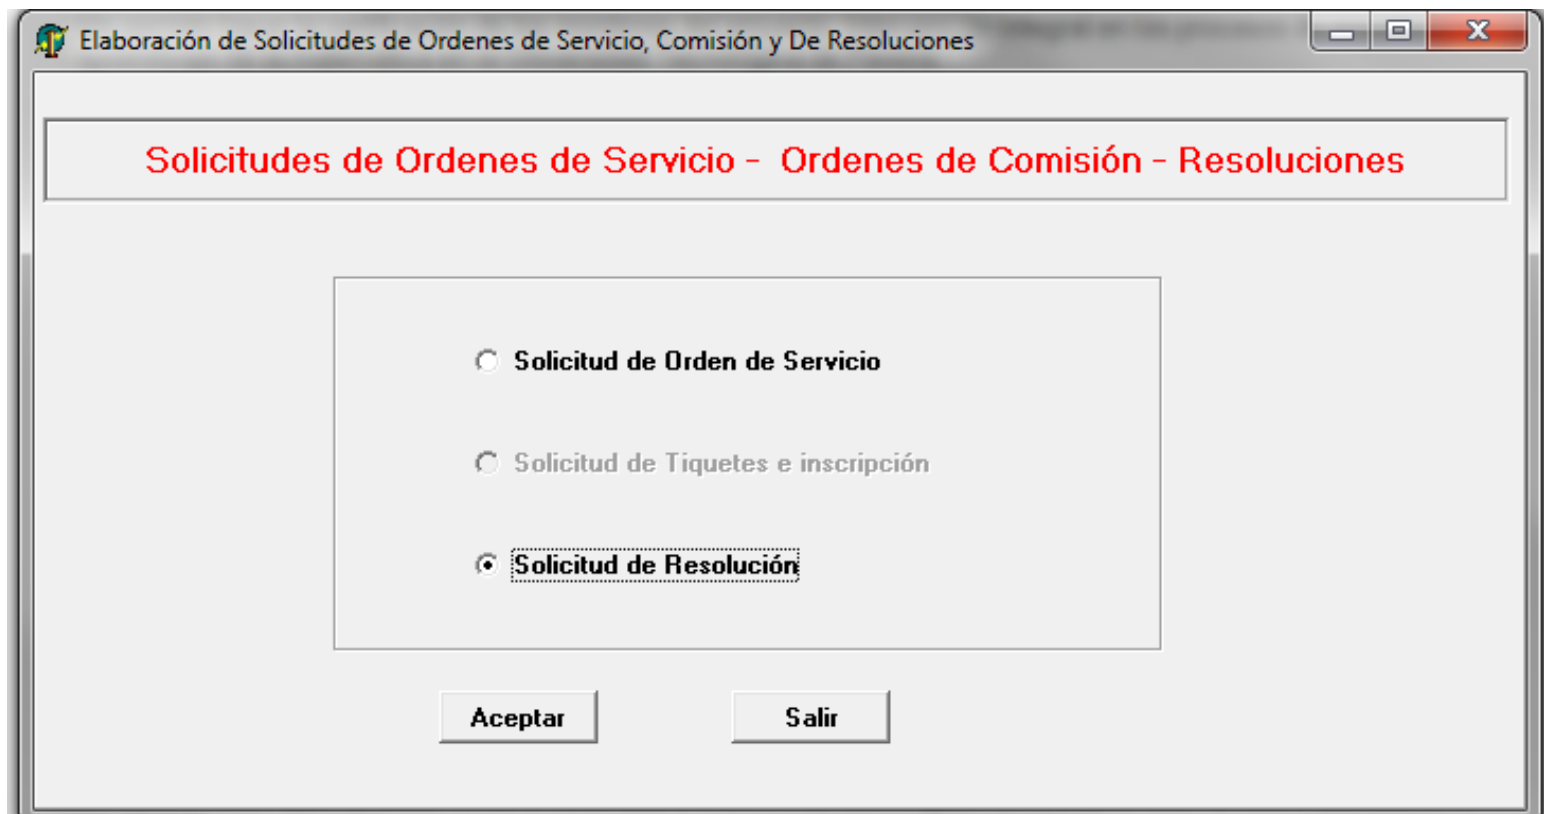 Elaboración de Solicitudes de Ordenes de Servicio, Comisión y De Resoluciones
Solicitudes de Ordenes de Servicio - Ordenes de Comisión - Resoluciones
Solicitud de Orden de Servicio
Solicitud de Tiquetes e inscripción
Solicitud de Resolución
Aceptar
Salir